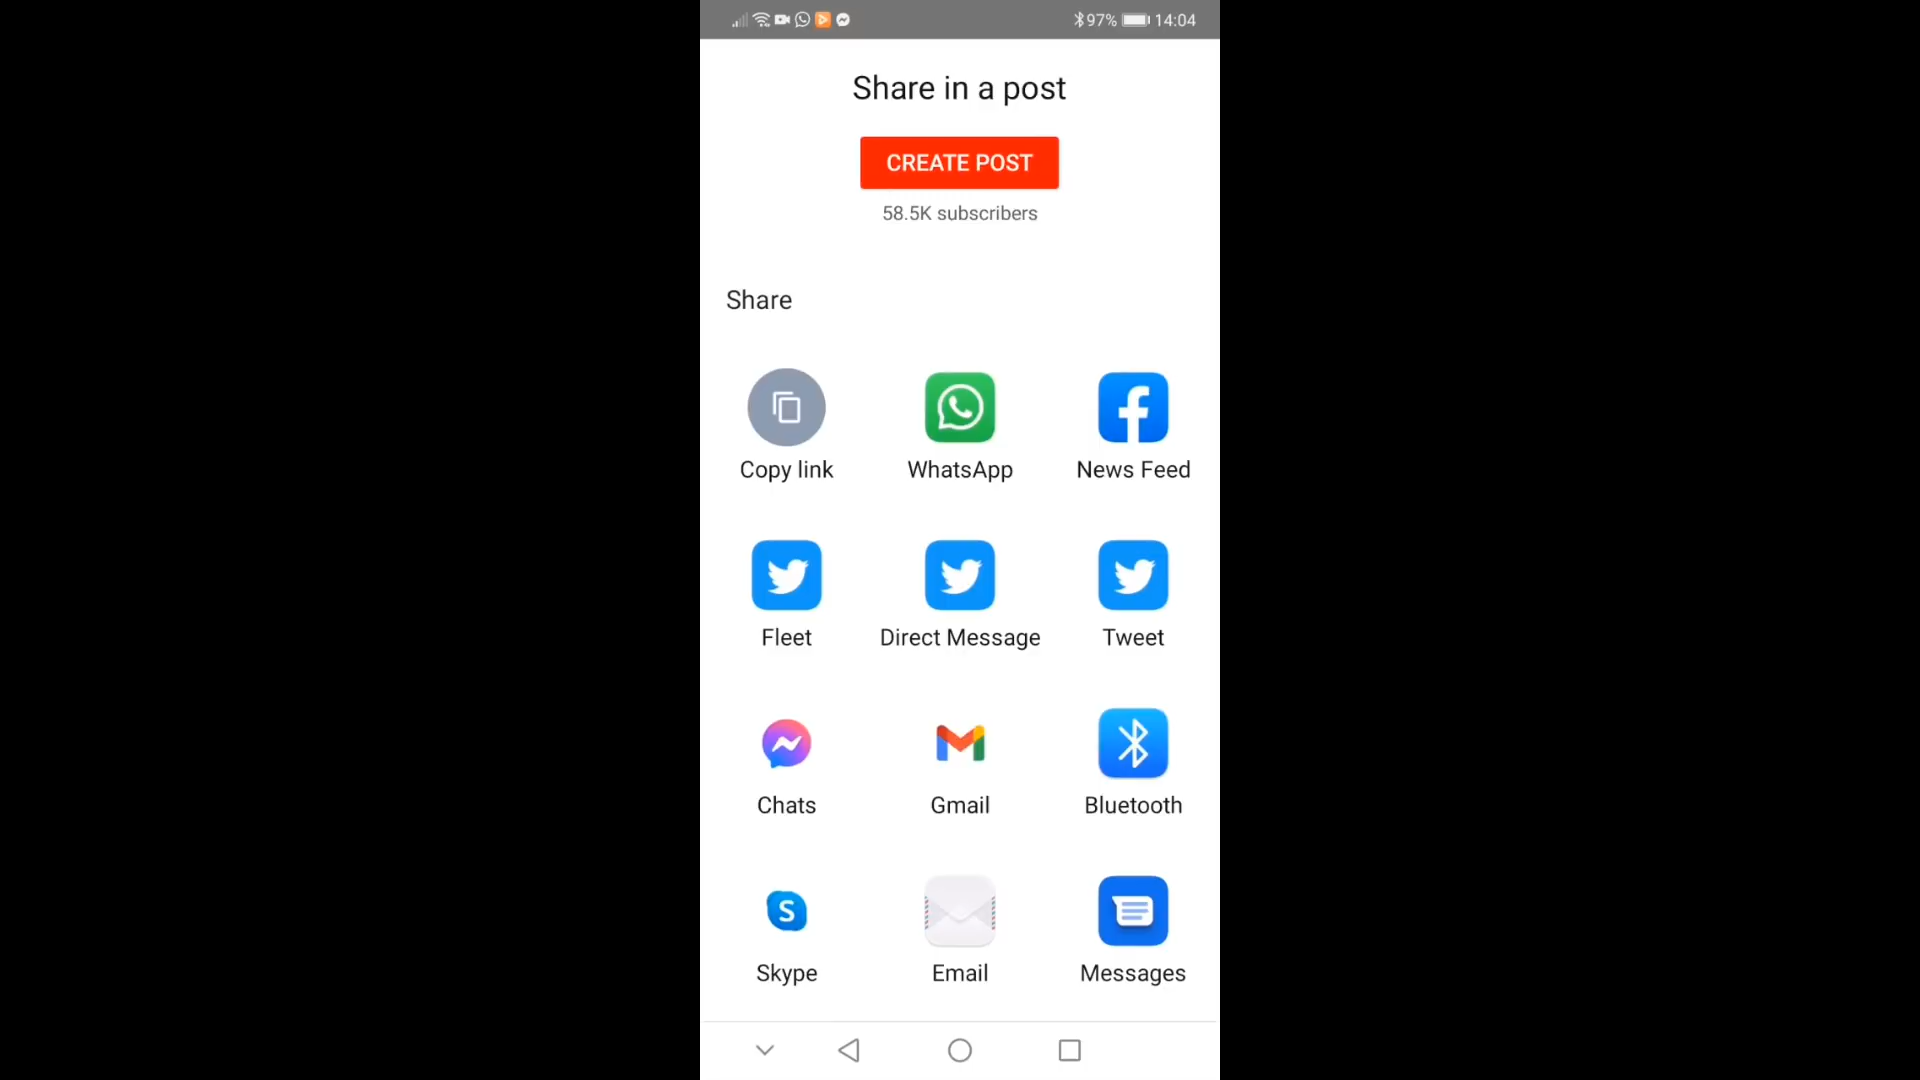 97% 14:04
Share in a post
CREATE POST
58.5K subscribers
Share
Copy link WhatsApp News Feed
Fleet Direct Message Tweet
Chats Gmail Bluetooth
S
Skype Email Messages